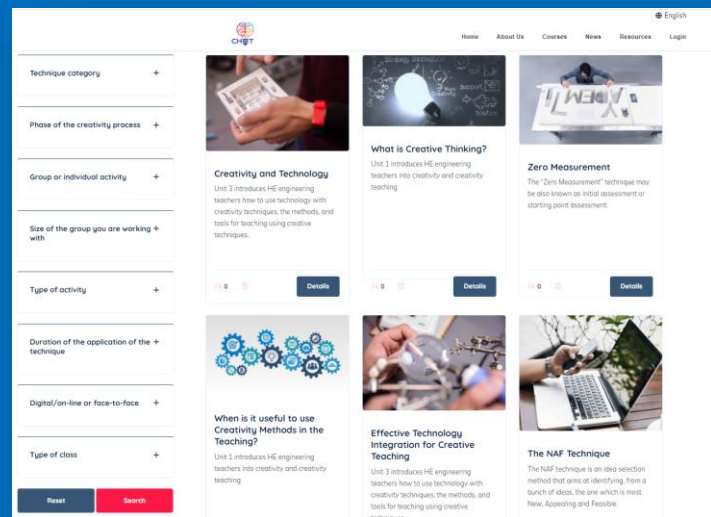 English
CHET
Home About Us Courses News Resources Login
Technique category +
Phase of the creativity process +
Group or individual activity +
Size of the group you are working +
with
Type of activity +
Duration of the application of the +
technique
Digital/on-line or face-to-face +
Type of class +
Reset Search
Creativity and Technology
Unit 3 introduces HE engineering
teachers how to use technology with
creativity techniques, the methods, and
tools for teaching using creative
techniques.
0 Details
What is Creative Thinking?
Unit 1 introduces HE engineering
teachers into creativity and creativity
teaching
0 Details
Zero Measurement
The "Zero Measurement" technique may
be also known as initial assessment or
starting point assessment.
0 Details
When is it useful to use
Creativity Methods in the
Teaching?
Unit 1 introduces HE engineering
teachers into creativity and creativity
teaching
Effective Technology
Integration for Creative
Teaching
Unit 3 introduces HE engineering
teachers how to use technology with
creativity techniques, the methods, and
tools for teaching using creative
The NAF Technique
The NAF technique is an idea selection
method that aims at identifying, from a
bunch of ideas, the one which is most
New, Appealing and Feasible.